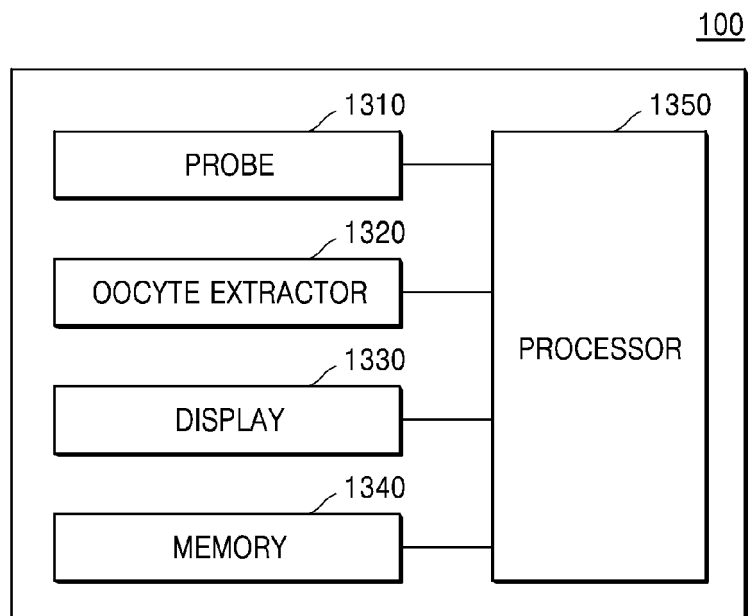 100
1310
PROBE
1320
OOCYTE EXTRACTOR
1330
DISPLAY
1340
MEMORY
1350
PROCESSOR